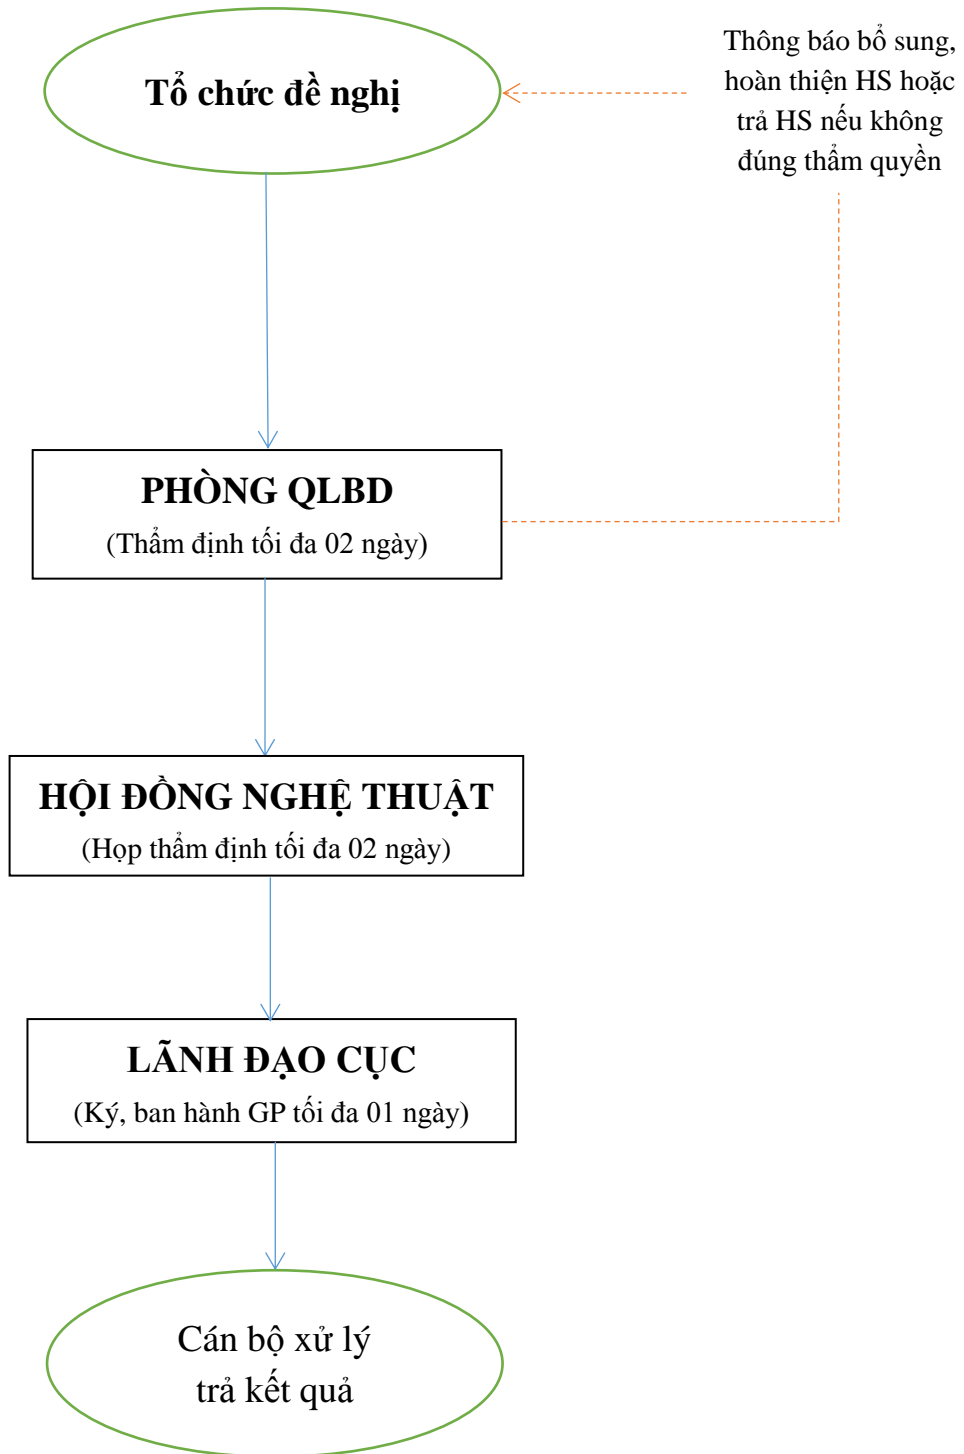 Tổ chức đề nghị
Thông báo bổ sung,
hoàn thiện HS hoặc
trả HS nếu không
đúng thẩm quyền
PHÒNG QLBD
(Thẩm định tối đa 02 ngày)
HỘI ĐỒNG NGHỆ THUẬT
(Họp thẩm định tối đa 02 ngày)
LÃNH ĐẠO CỤC
(Ký, ban hành GP tối đa 01 ngày)
Cán bộ xử lý
trả kết quả